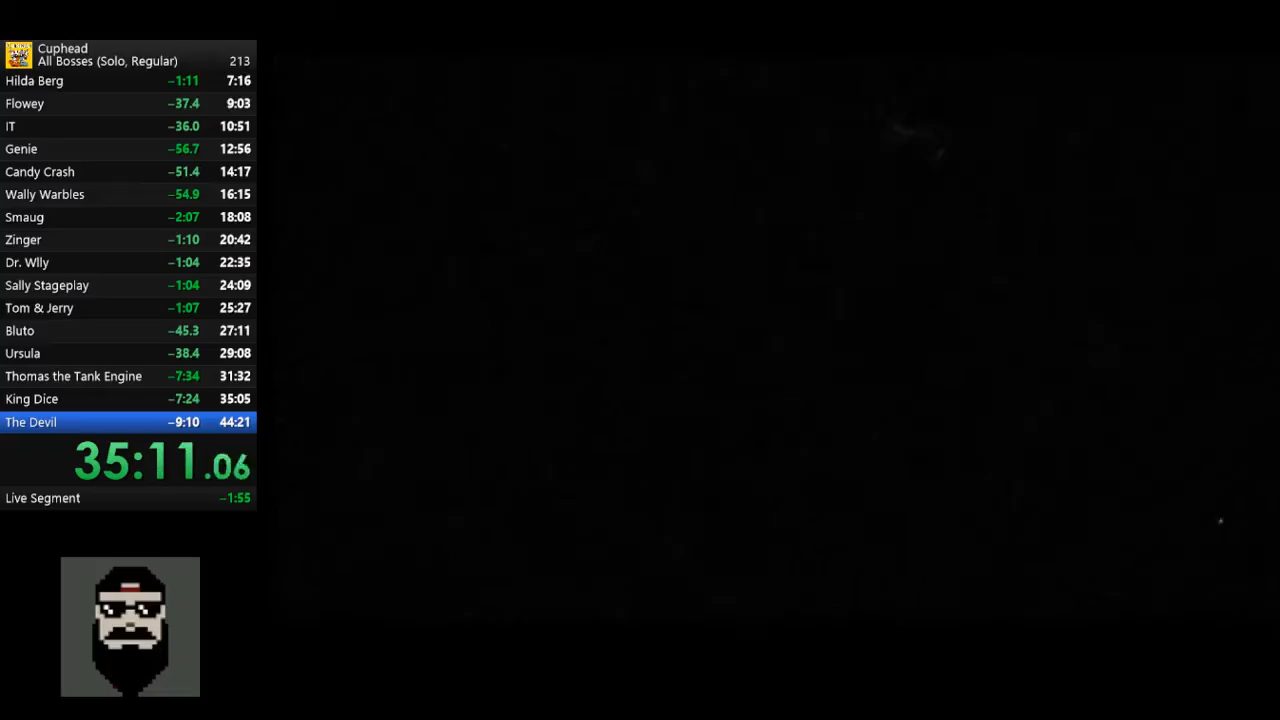 Cuphead
All Bosses (Solo, Regular) 213
Hilda Berg −1:11 7:16
Flowey −37.4 9:03
IT −36.0 10:51
Genie −56.7 12:56
Candy Crash −51.4 14:17
Wally Warbles −54.9 16:15
Smaug −2:07 18:08
Zinger −1:10 20:42
Dr. Wlly −1:04 22:35
Sally Stageplay −1:04 24:09
Tom & Jerry −1:07 25:27
Bluto −45.3 27:11
Ursula −38.4 29:08
Thomas the Tank Engine −7:34 31:32
King Dice −7:24 35:05
The Devil −9:10 44:21
35:11.06
Live Segment −1:55